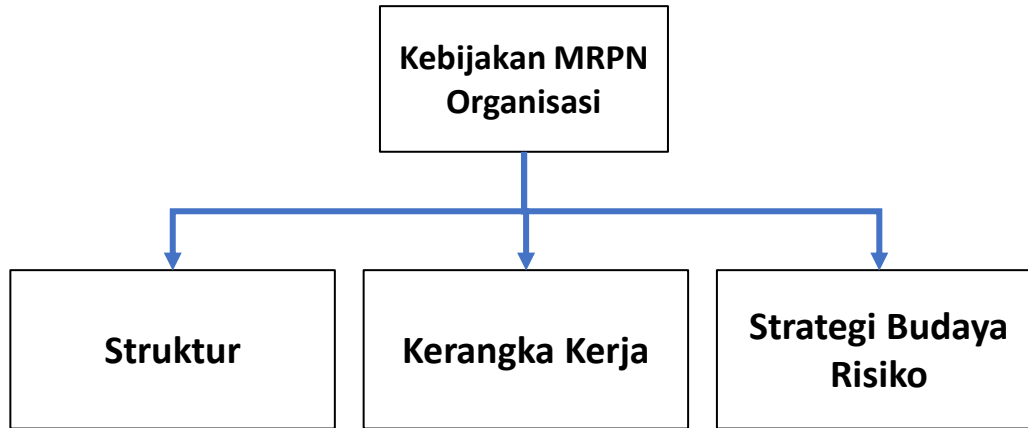 Kebijakan MRPN
Organisasi
Struktur
Kerangka Kerja
Strategi Budaya
Risiko